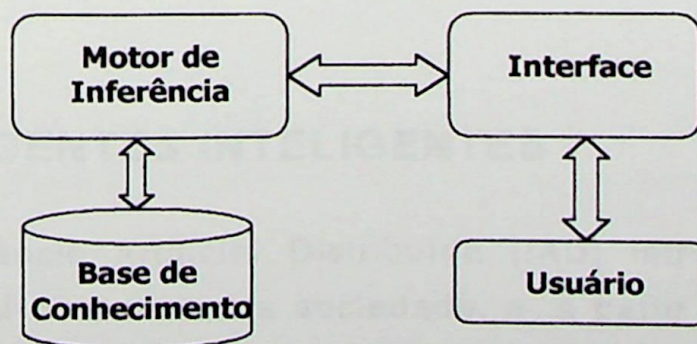 Motor de
Inferência
Interface
Base de
Conhecimento
Usuário